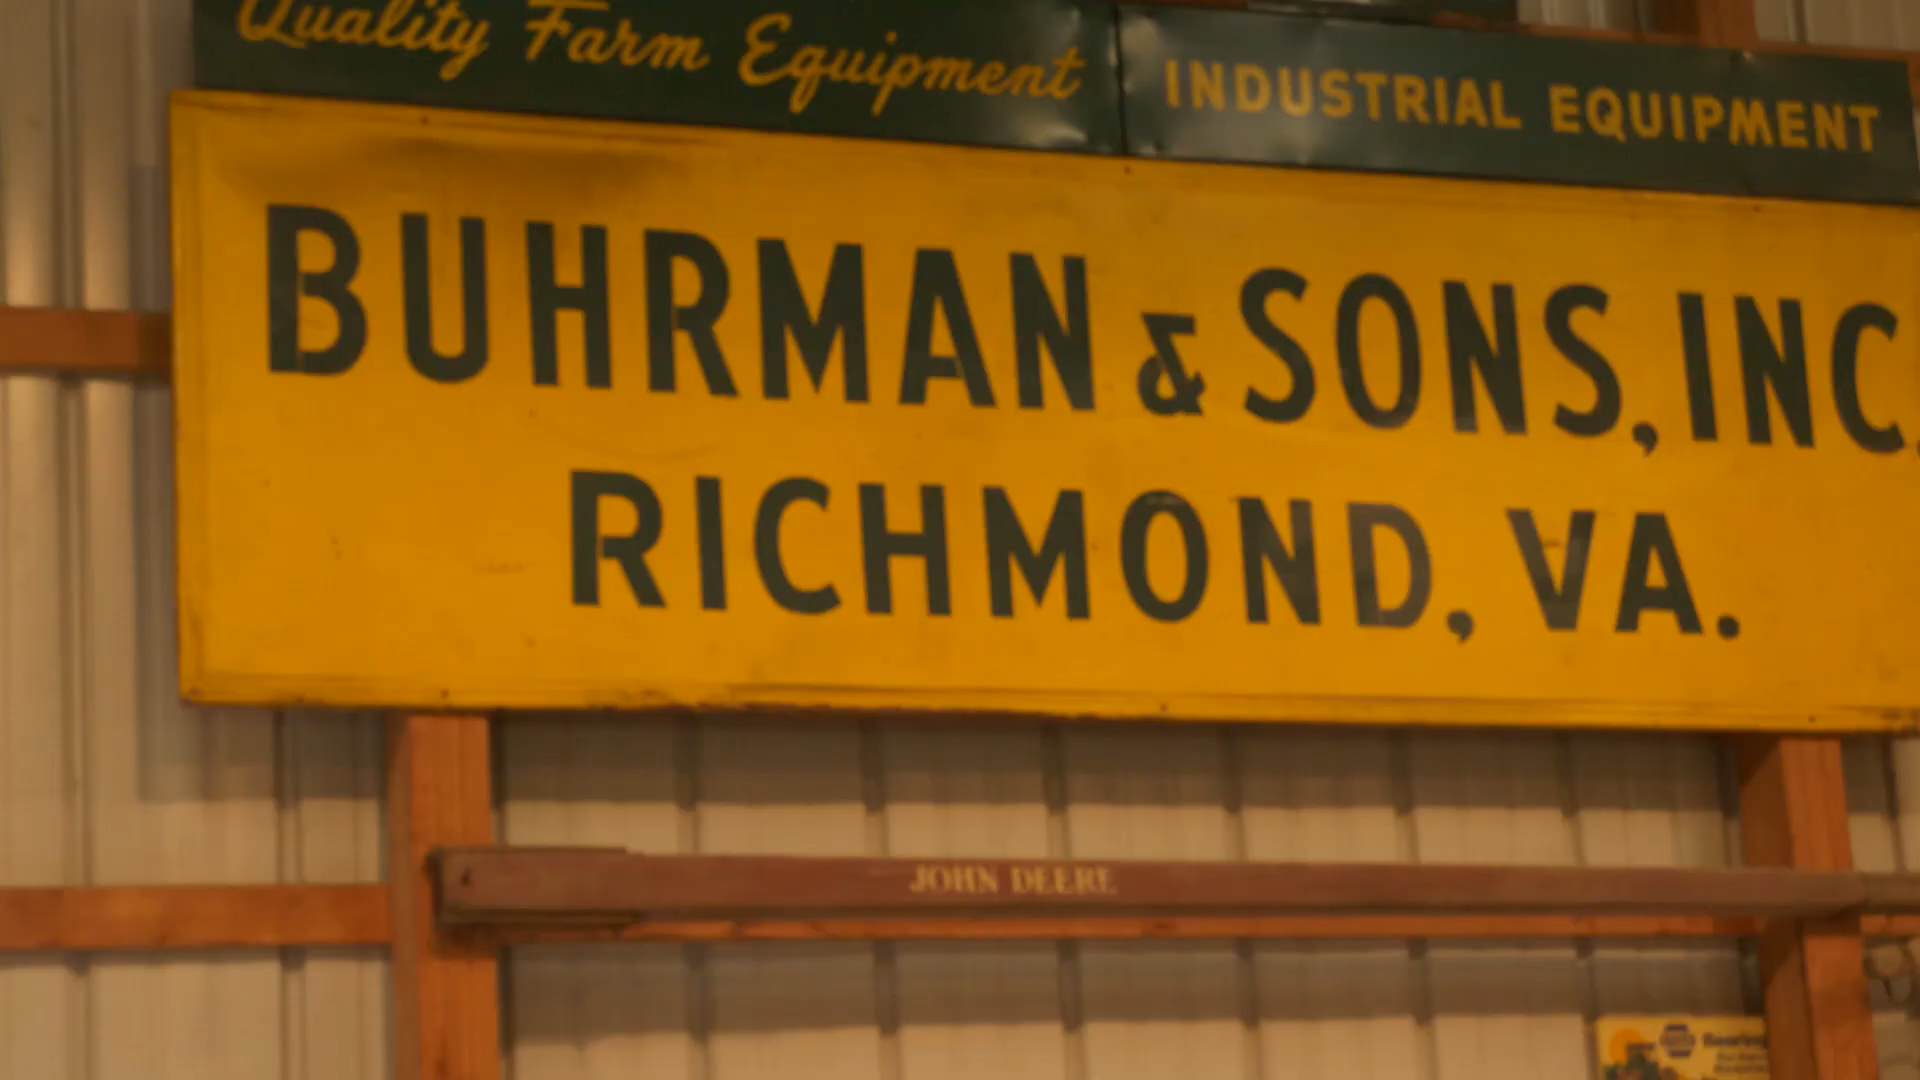 Quality Farm Equipment
INDUSTRIAL EQUIPMENT
BUHRMAN & SONS, INC.
RICHMOND, VA.
JOHN DEERE